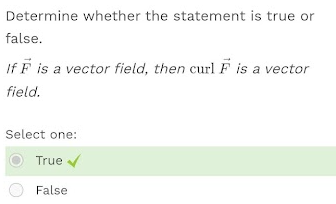 Determine whether the statement is true or
false.
If F⃗ is a vector field, then curl F⃗ is a vector
field.
Select one:
True
False